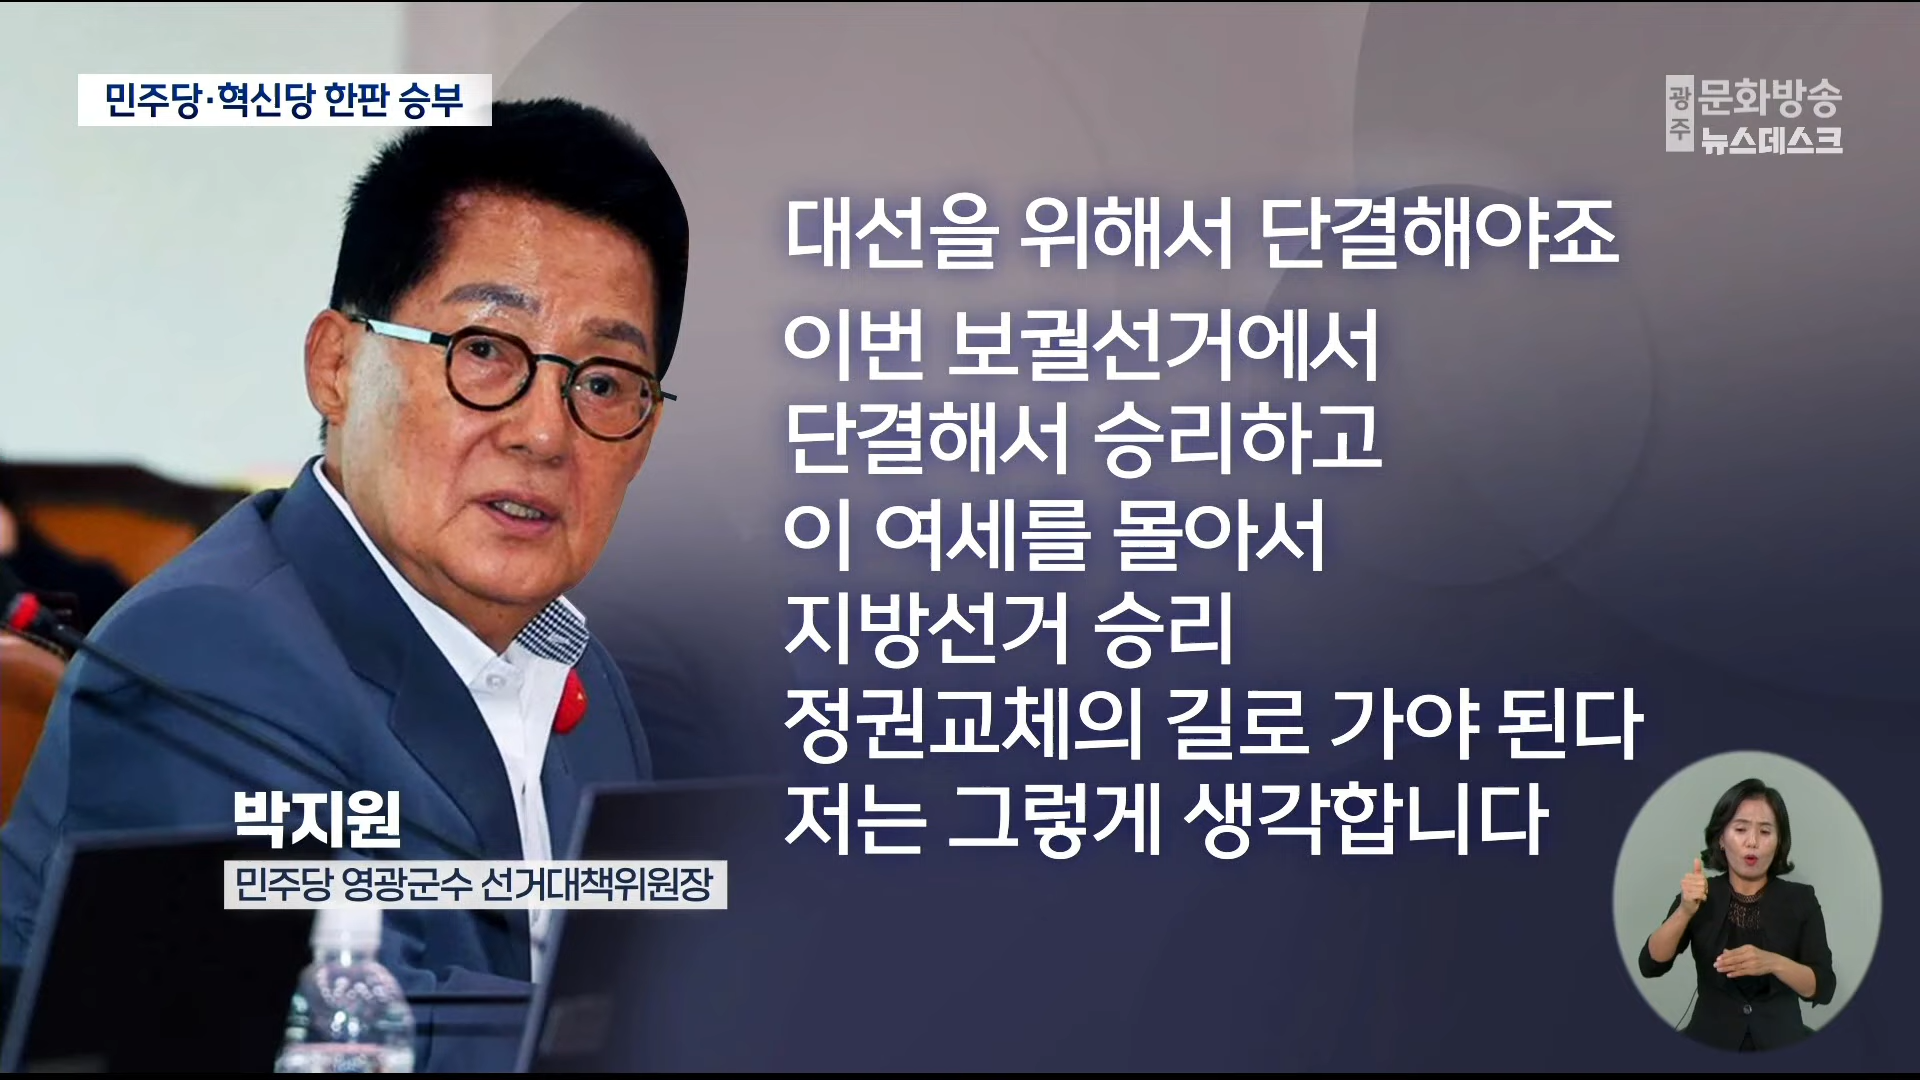 민주당·혁신당 한판 승부
광주
문화방송
뉴스데스크
대선을 위해서 단결해야죠
이번 보궐선거에서
단결해서 승리하고
이 여세를 몰아서
지방선거 승리
정권교체의 길로 가야 된다
저는 그렇게 생각합니다
박지원
민주당 영광군수 선거대책위원장